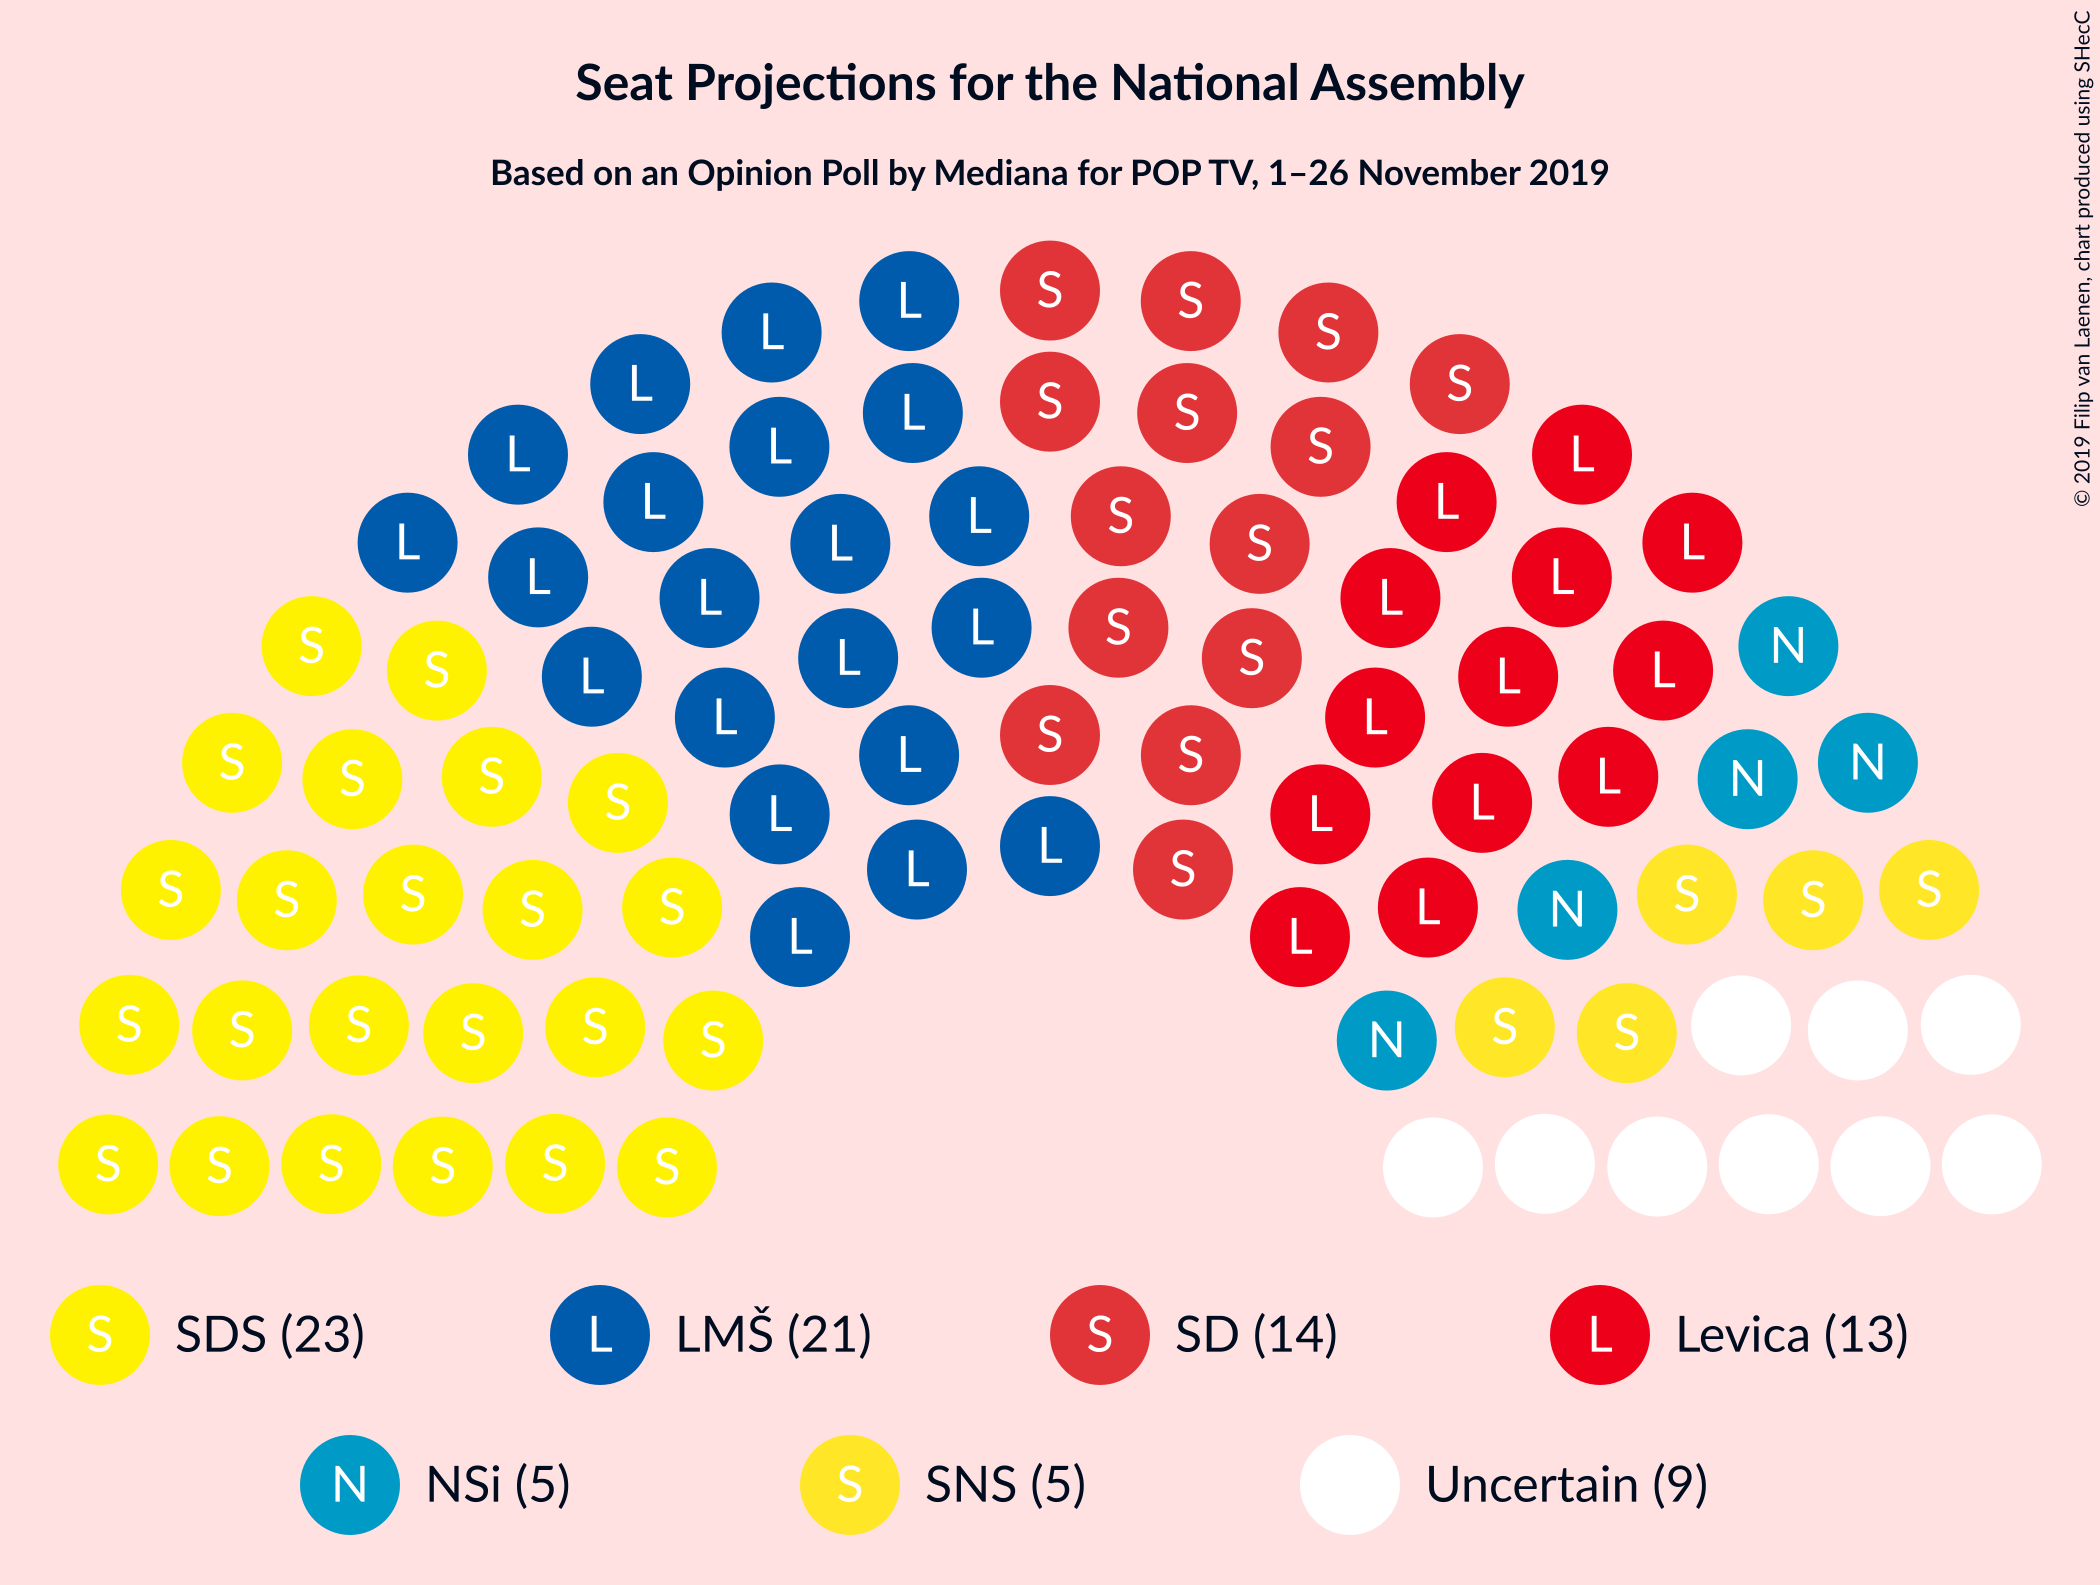 Seat Projections for the National Assembly
Based on an Opinion Poll by Mediana for POP TV, 1–26 November 2019
© 2019 Filip van Laenen, chart produced using SHecC
S S S S
L L L L L L
S S S S
L L
N N
S S
L L L L
S S S
L L L
N
S S
L L L
S S
L L L
N
S S S
L L L
S S
L L
N
S S S
L L L
S S
L L
S S
S S S S S
L L L
S
L L
S S S S S S
S S S S S S
S SDS (23)
L LMŠ (21)
S SD (14)
L Levica (13)
N NSi (5)
S SNS (5)
Uncertain (9)